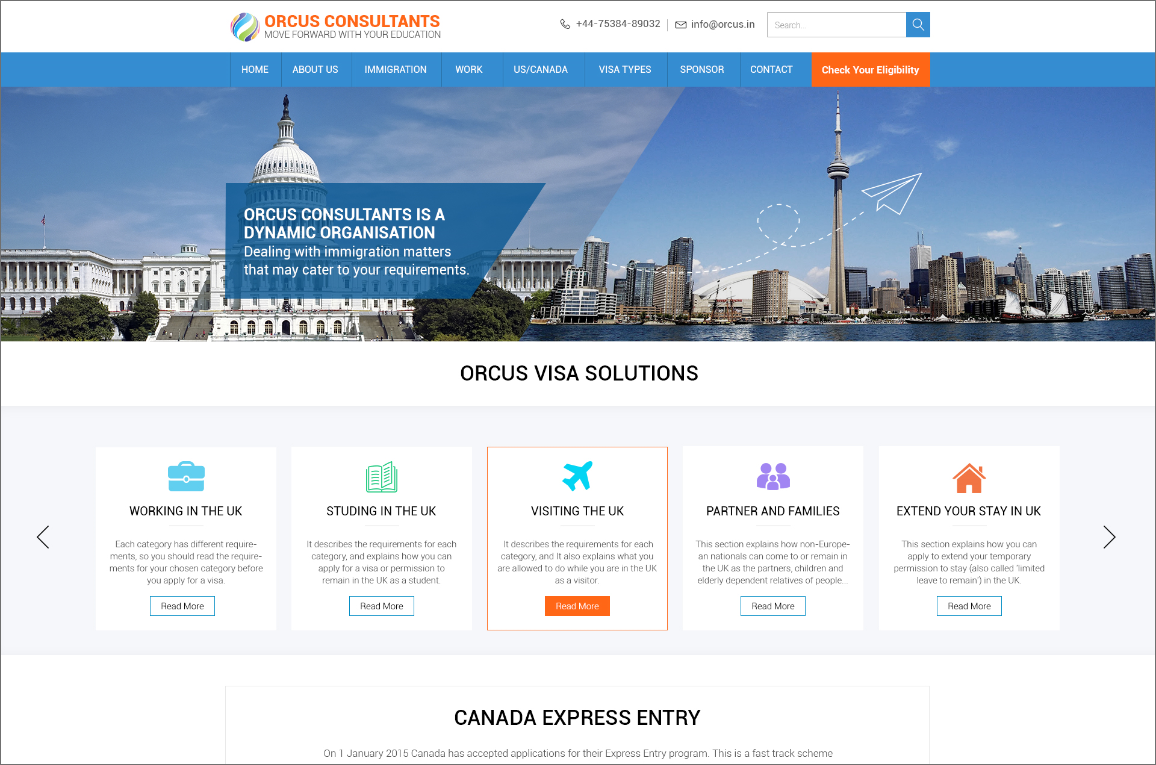 ORCUS CONSULTANTS
MOVE FORWARD WITH YOUR EDUCATION
+44-75384-89032
info@orcus.in
Search...
HOME
ABOUT US
IMMIGRATION
WORK
US/CANADA
VISA TYPES
SPONSOR
CONTACT
Check Your Eligibility
ORCUS CONSULTANTS IS A
DYNAMIC ORGANISATION
Dealing with immigration matters
that may cater to your requirements.
ORCUS VISA SOLUTIONS
WORKING IN THE UK
Each category has different require-
ments, so you should read the require-
ments for your chosen category before
you apply for a visa.
Read More
STUDING IN THE UK
It describes the requirements for each
category, and explains how you can
apply for a visa or permission to
remain in the UK as a student.
Read More
VISITING THE UK
It describes the requirements for each
category, and It also explains what you
are allowed to do while you are in the UK
as a visitor.
Read More
PARTNER AND FAMILIES
This section explains how non-Europe-
an nationals can come to or remain in
the UK as the partners, children and
elderly dependent relatives of people...
Read More
EXTEND YOUR STAY IN UK
This section explains how you can
apply to extend your temporary
permission to stay (also called 'limited
leave to remain') in the UK.
Read More
CANADA EXPRESS ENTRY
On 1 January 2015 Canada has accepted applications for their Express Entry program. This is a fast track scheme